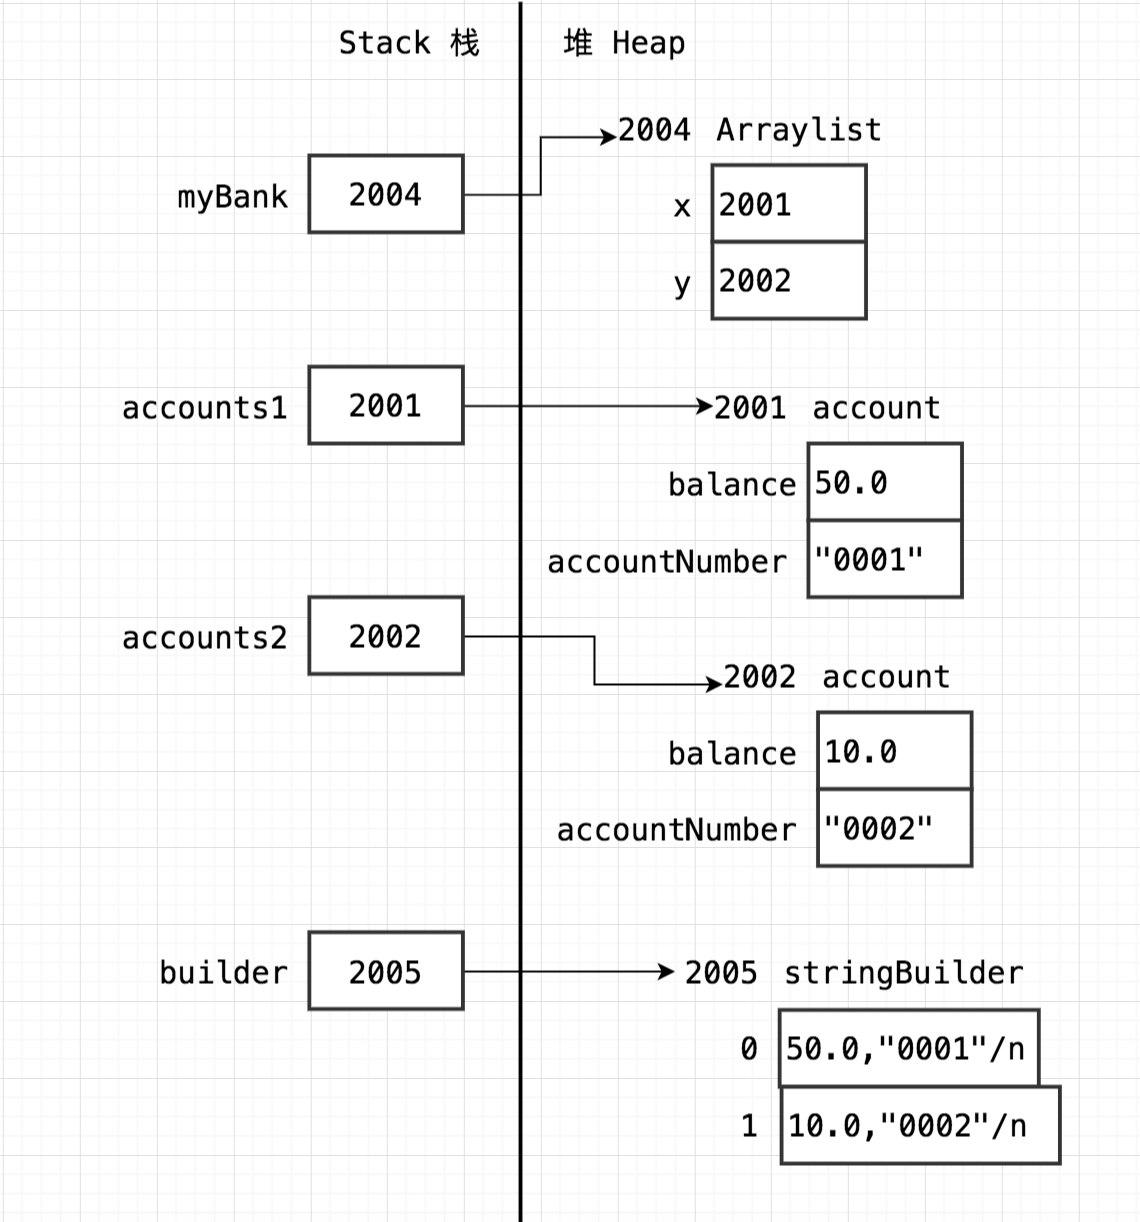 Stack 栈
堆 Heap
2004 Arraylist
myBank 2004
x 2001
y 2002
accounts1 2001
2001 account
balance 50.0
accountNumber "0001"
accounts2 2002
2002 account
balance 10.0
accountNumber "0002"
builder 2005
2005 stringBuilder
0 50.0,"0001"/n
1 10.0,"0002"/n